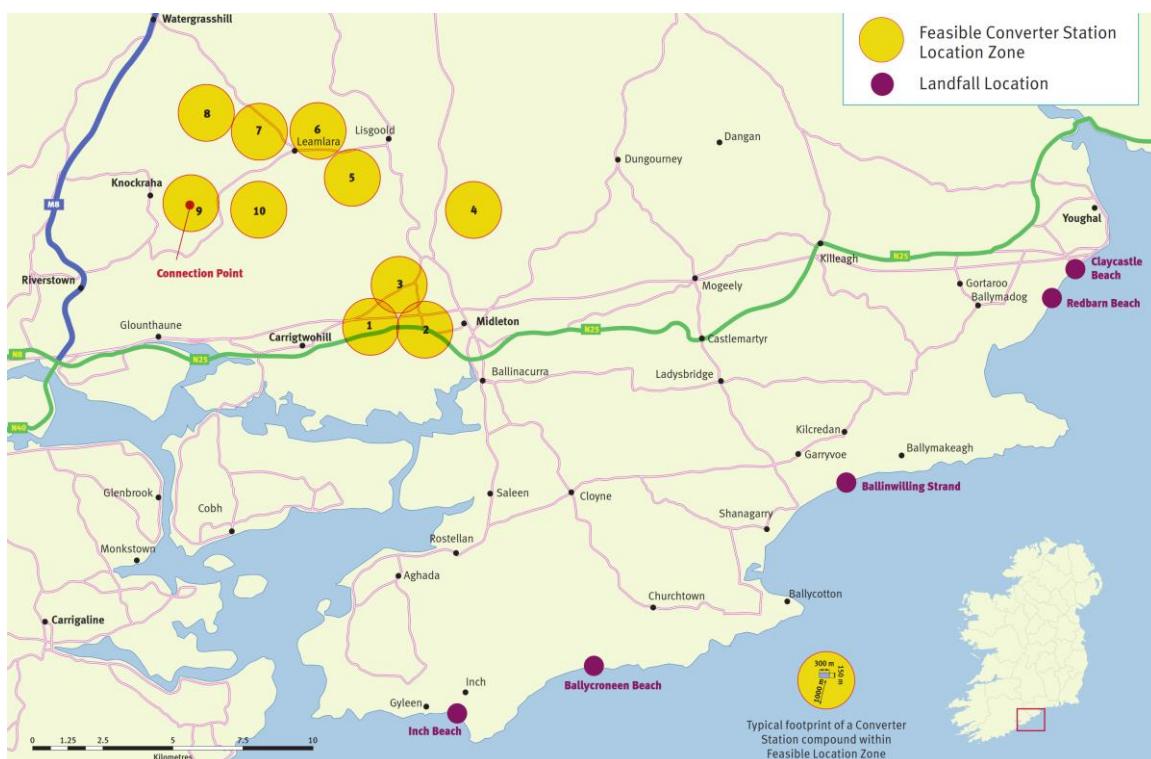 Watergrasshill
Feasible Converter Station
Location Zone
Landfall Location
8
7
6
Lisgoold
Leamlara
Dangan
Dungourney
5
Knockraha
9
10
4
Youghal
M8
Connection Point
Killeagh
N25
Claycastle
Beach
Riverstown
3
Mogeely
Gortaroo
Ballymadog
Redbarn Beach
Glounthaune
1
2
Midleton
N25
Carrigtwohill
Castlemartyr
N8
N25
Ballinacurra
Ladysbridge
N40
Kilcredan
Garryvoe
Ballymakeagh
Ballinwilling Strand
Glenbrook
Cobh
Saleen
Cloyne
Shanagarry
Monkstown
Rostellan
Aghada
Churchtown
Ballycotton
Carrigaline
300 m
150 m
1000 m
Ballycroneen Beach
Inch
Gyleen
Inch Beach
Typical footprint of a Converter
Station compound within
Feasible Location Zone
0 1.25 2.5 5 7.5 10
Kilometres